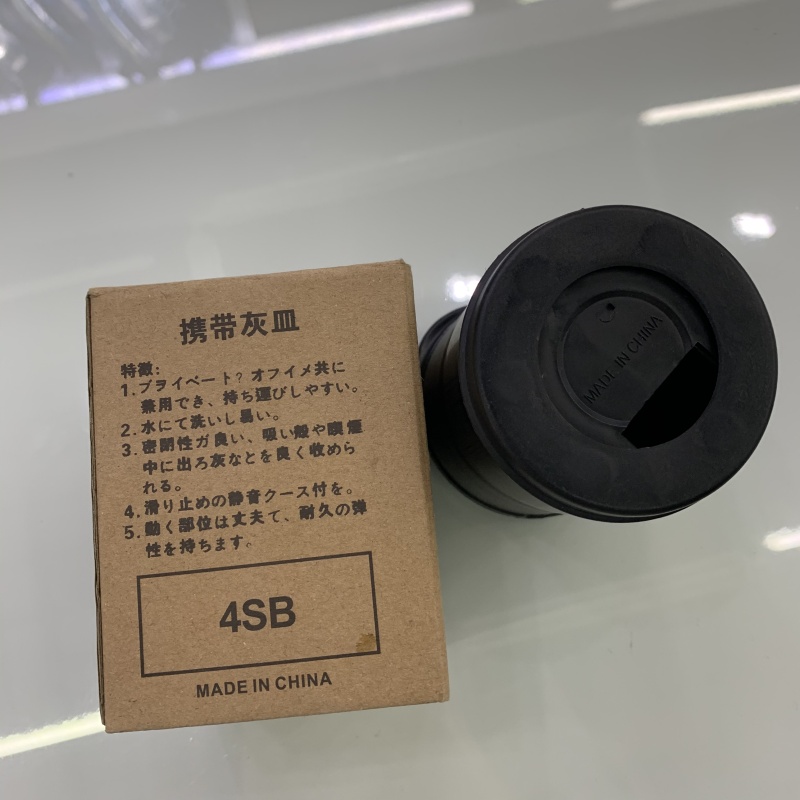 携带灰皿
特徴:
1.プヲイペート？オフイメ共に
兼用でき、持ち運びしやすい。
2.水にて洗いし易い。
3.密閉性ガ良い、吸い殻や喫煙
中に出ろ灰などを良く收めら
れる。
4.滑り止めの静音クース付を。
5.動く部位は丈夫て、耐久の弾
性を持ちます。
4SB
MADE IN CHINA
MADE IN CHINA